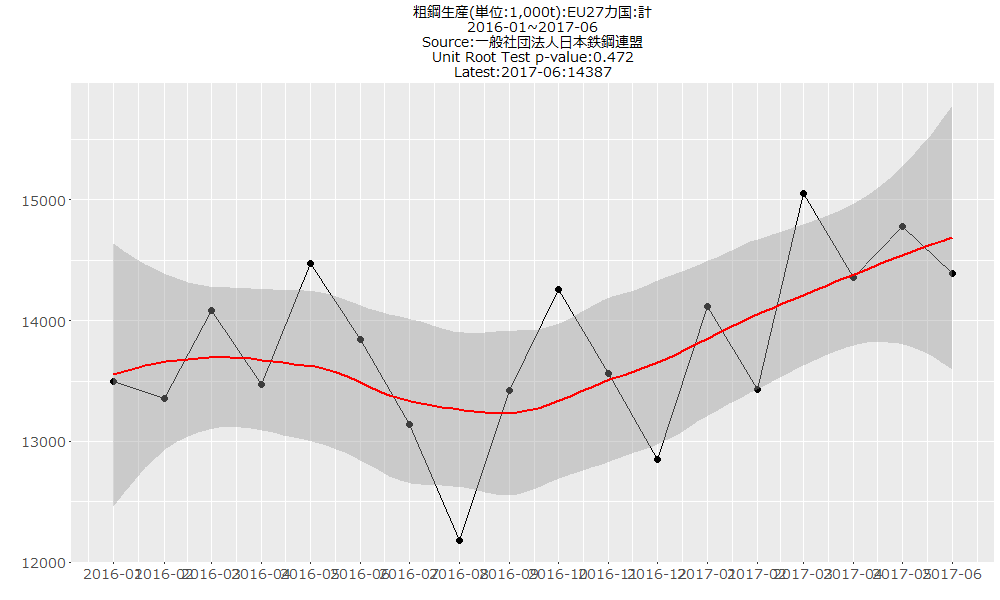 粗鋼生産(単位:1,000t):EU27カ国:計
2016-01~2017-06
Source:一般社団法人日本鉄鋼連盟
Unit Root Test p-value:0.472
Latest:2017-06:14387
15000
14000
13000
12000
2016-01 2016-02 2016-03 2016-04 2016-05 2016-06 2016-07 2016-08 2016-09 2016-10 2016-11 2016-12 2017-01 2017-02 2017-03 2017-04 2017-05 2017-06